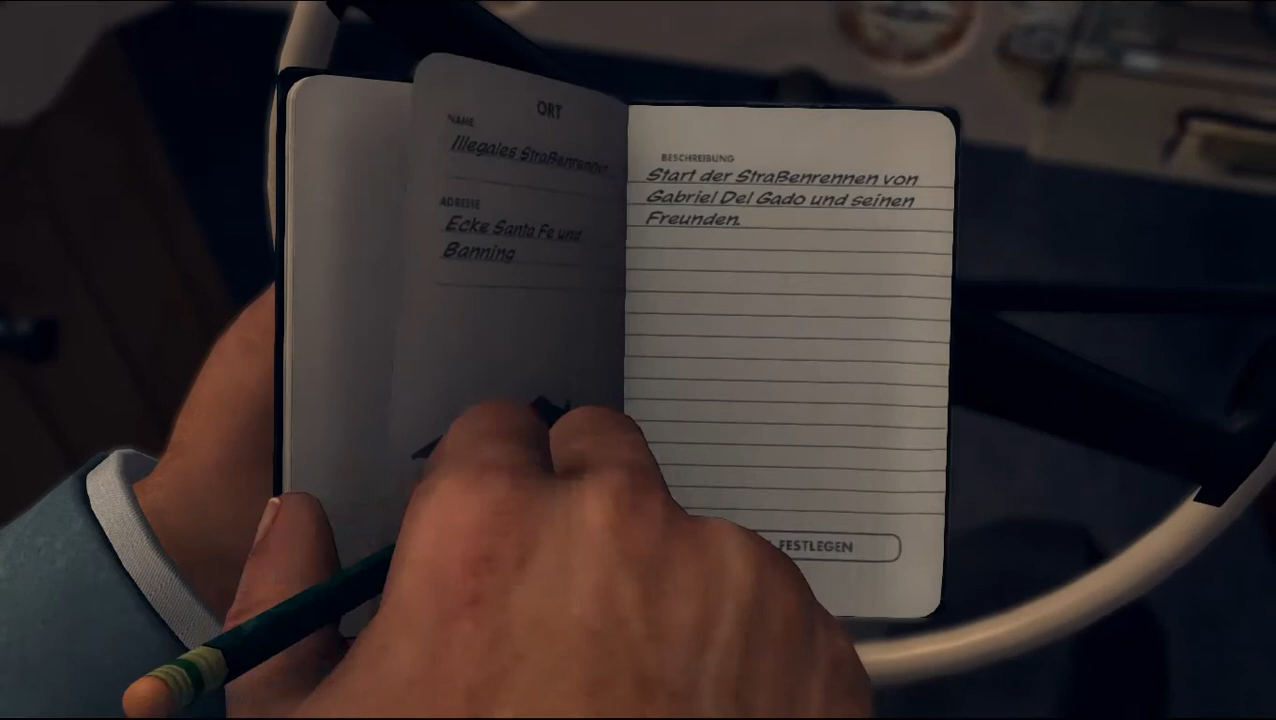 ORT
NAME
Illegales Straßenrennen
ADRESSE
Ecke Santa Fe und
Banning
BESCHREIBUNG
Start der Straßenrennen von
Gabriel Del Gado und seinen
Freunden.
FESTLEGEN